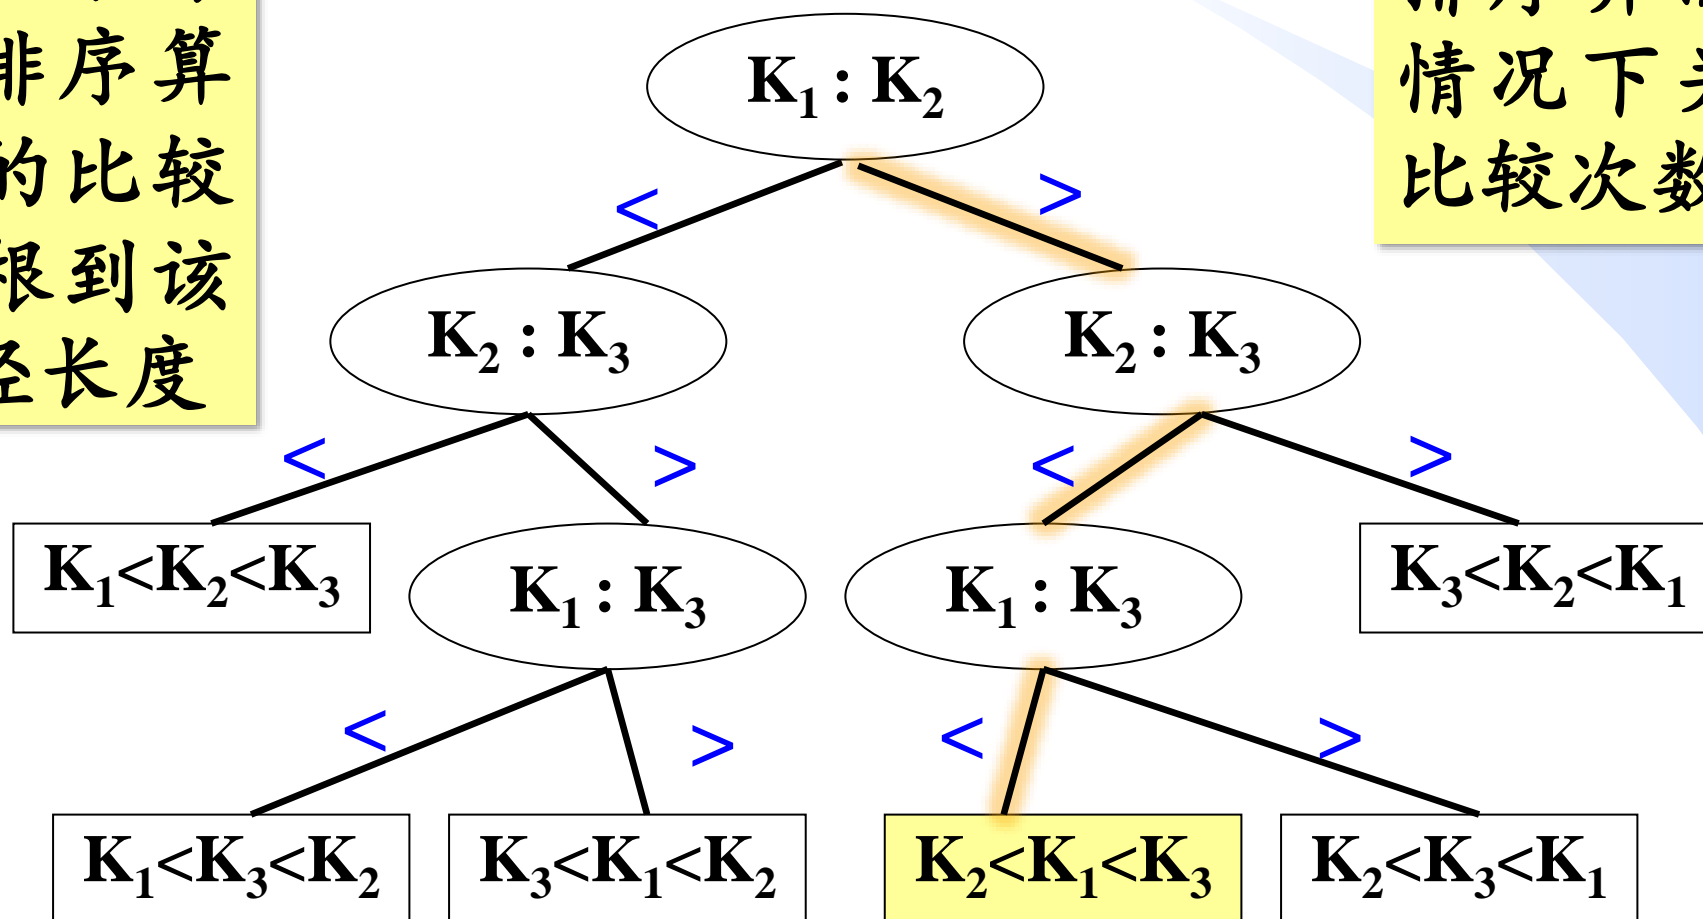 排序算
的比较
根到该
径长度
情况下
比较次数
K₁ : K₂
<
>
K₂ : K₃
K₂ : K₃
<
>
<
>
K₁<K₂<K₃
K₁ : K₃
K₁ : K₃
K₃<K₂<K₁
<
>
<
>
K₁<K₃<K₂
K₃<K₁<K₂
K₂<K₁<K₃
K₂<K₃<K₁